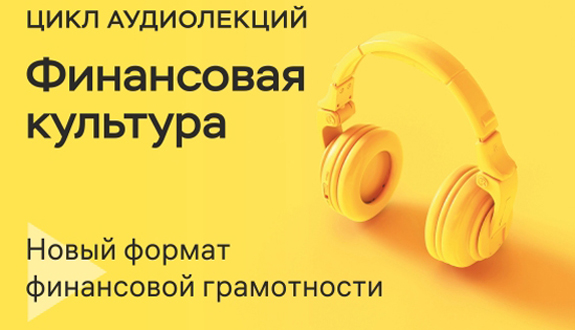 ЦИКЛ АУДИОЛЕКЦИЙ
Финансовая
культура
Новый формат
финансовой грамотности